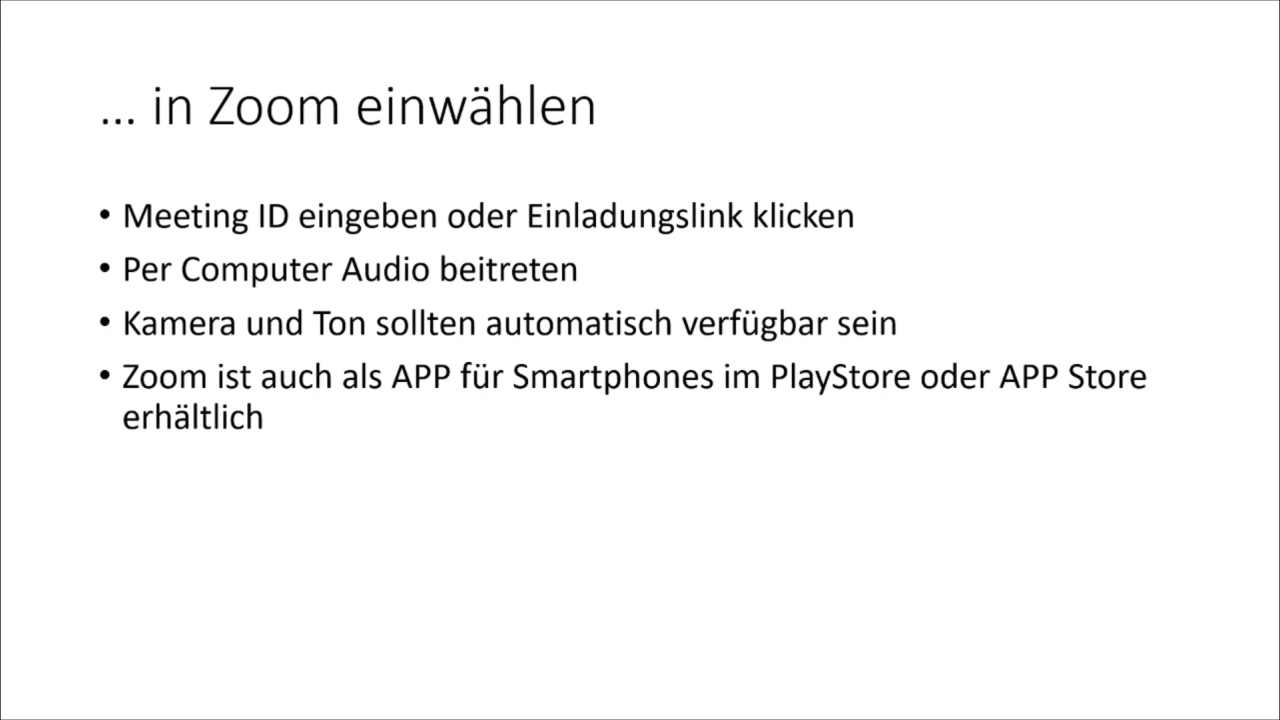 ... in Zoom einwählen
• Meeting ID eingeben oder Einladungslink klicken
• Per Computer Audio beitreten
• Kamera und Ton sollten automatisch verfügbar sein
• Zoom ist auch als APP für Smartphones im PlayStore oder APP Store
erhältlich